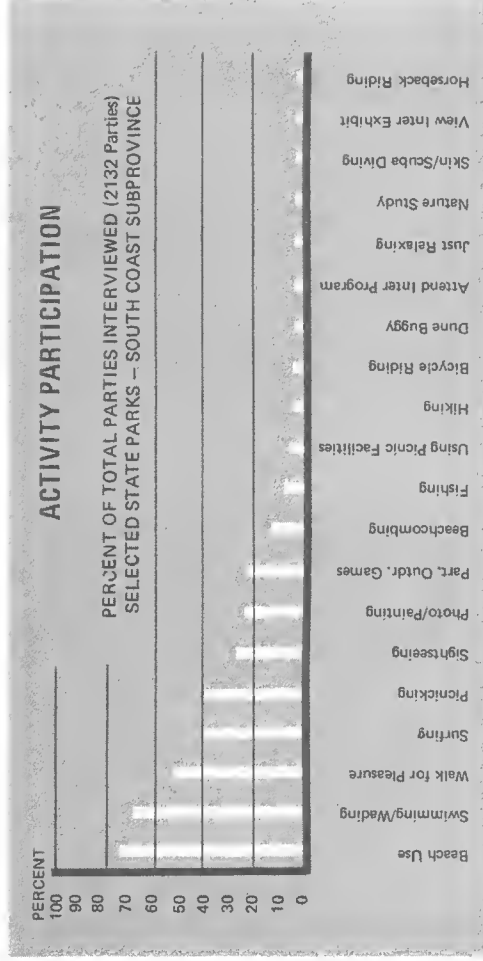 ACTIVITY PARTICIPATION
PERCENT OF TOTAL PARTIES INTERVIEWED (2132 Parties)
SELECTED STATE PARKS – SOUTH COAST SUBPROVINCE
PERCENT
100
90
80
70
60
50
40
30
20
10
0
Beach Use
Swimming/Wading
Walk for Pleasure
Surfing
Picnicking
Sightseeing
Photo/Painting
Part. Outdr. Games
Beachcombing
Fishing
Using Picnic Facilities
Hiking
Bicycle Riding
Dune Buggy
Attend Inter Program
Just Relaxing
Nature Study
Skin/Scuba Diving
View Inter Exhibit
Horseback Riding